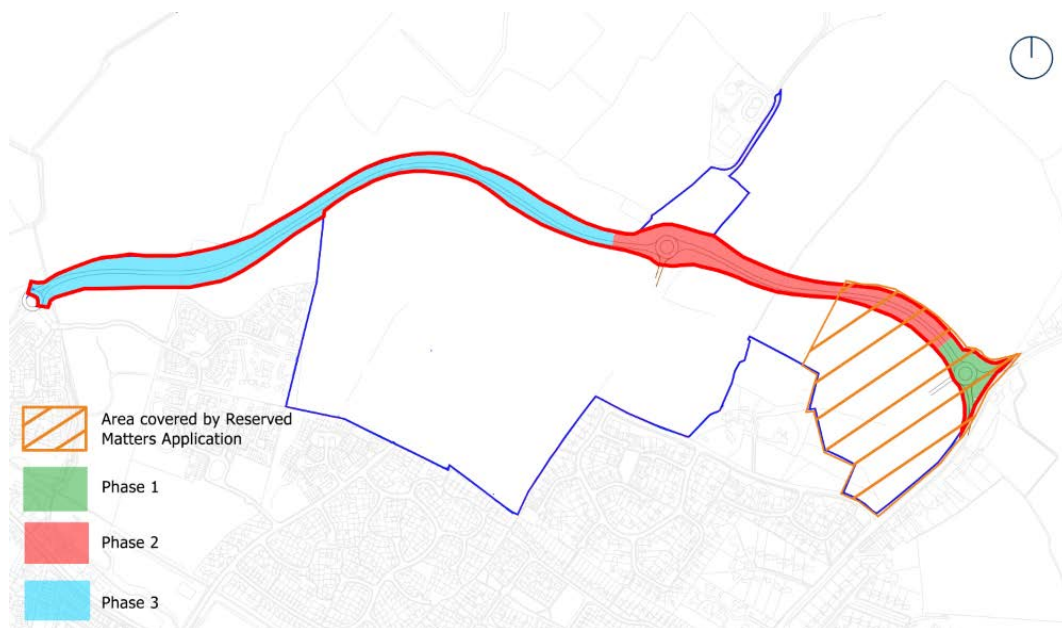 Area covered by Reserved
Matters Application
Phase 1
Phase 2
Phase 3